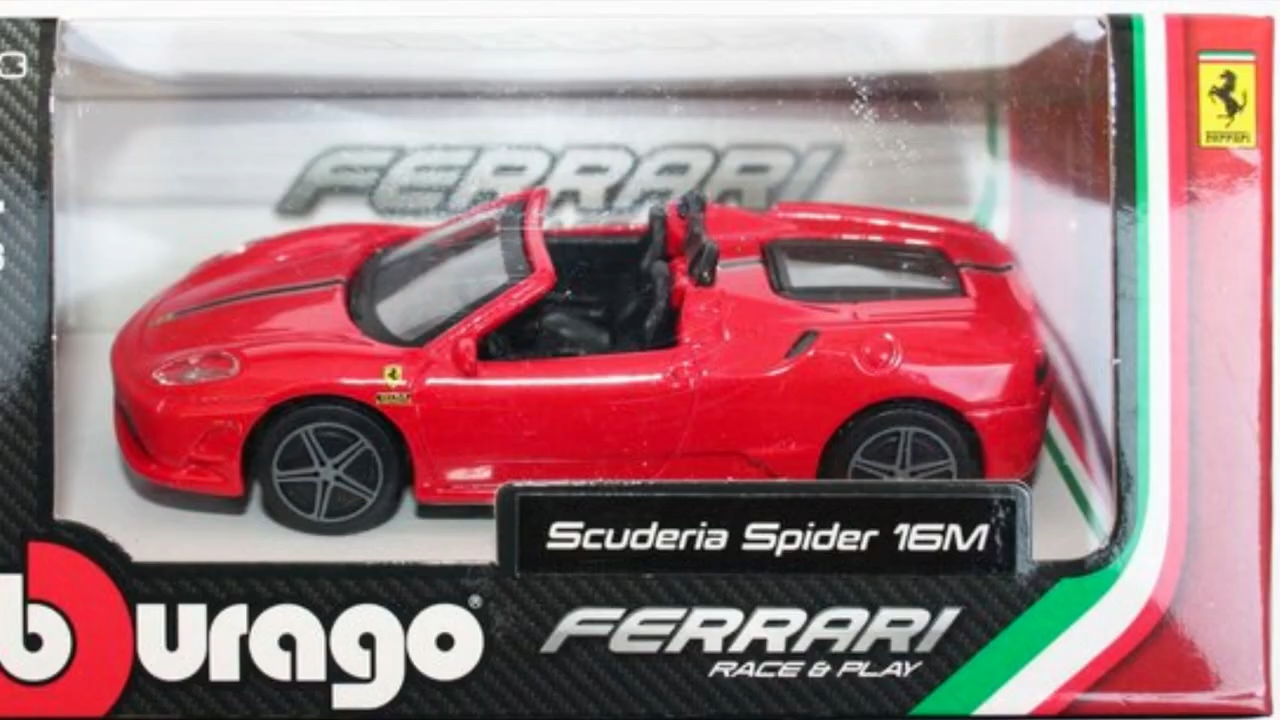 FERRARI
FERRARI
Scuderia Spider 16M
burago®
FERRARI
RACE & PLAY